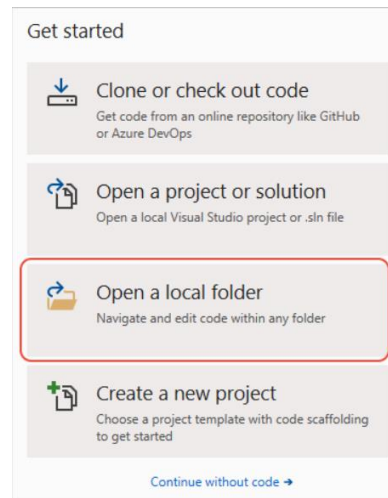 Get started
Clone or check out code
Get code from an online repository like GitHub
or Azure DevOps
Open a project or solution
Open a local Visual Studio project or .sln file
Open a local folder
Navigate and edit code within any folder
Create a new project
Choose a project template with code scaffolding
to get started
Continue without code →